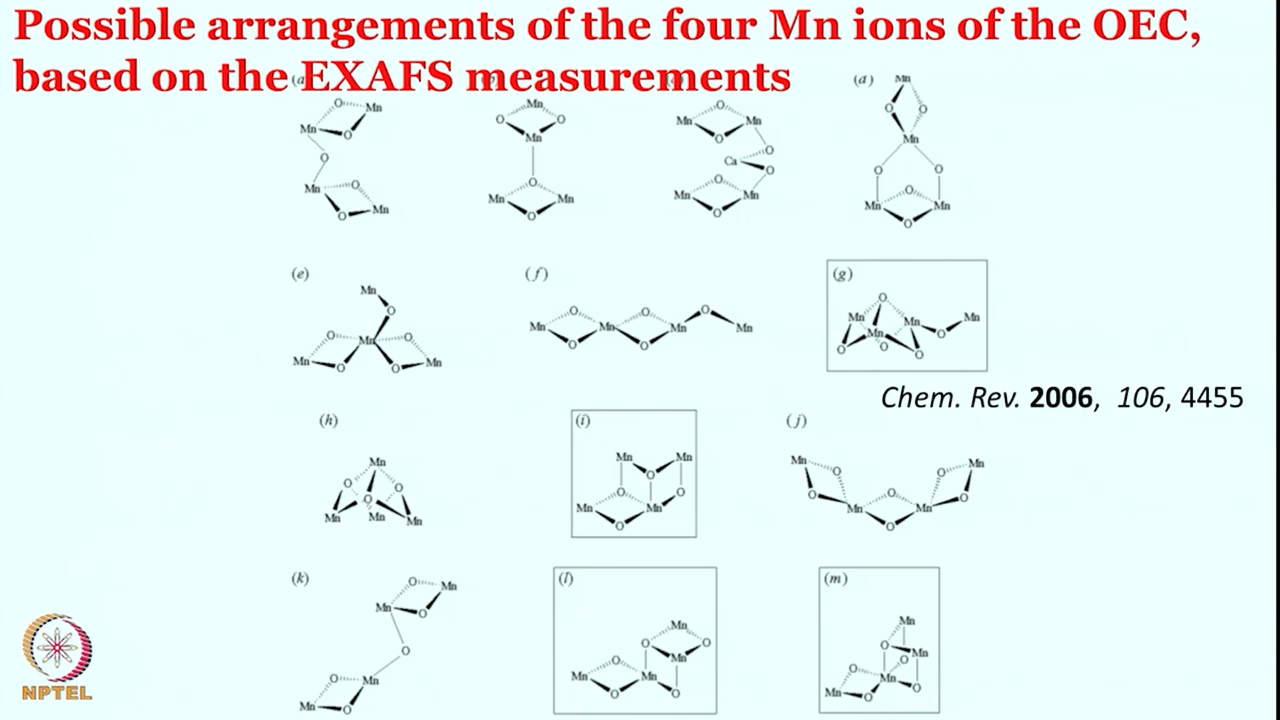 Possible arrangements of the four Mn ions of the OEC,
based on the EXAFS measurements
(d) Mn
O Mn
Mn O
O
Mn O
O Mn
Mn
O O
Mn
O
Mn Mn
O
O
Mn Mn
O
O
Ca
O
O
Mn Mn
O
O O
Mn
O O
O
Mn Mn
O
(e)
Mn
O
O Mn O
Mn O O Mn
(f)
O O O
Mn Mn Mn Mn
O O
(g)
O
Mn Mn Mn
Mn O
O O O
Chem. Rev. 2006, 106, 4455
(h)
Mn
O O
O
Mn Mn Mn
(i)
Mn Mn
O
O O
Mn Mn
O
(j)
Mn Mn
O O
O O O
Mn Mn
O
(k)
O Mn
Mn O
O
O Mn
Mn O
(l)
Mn
O O
O Mn
Mn Mn
O O
(m)
Mn
O Mn
O O
Mn O
Mn O
NPTEL